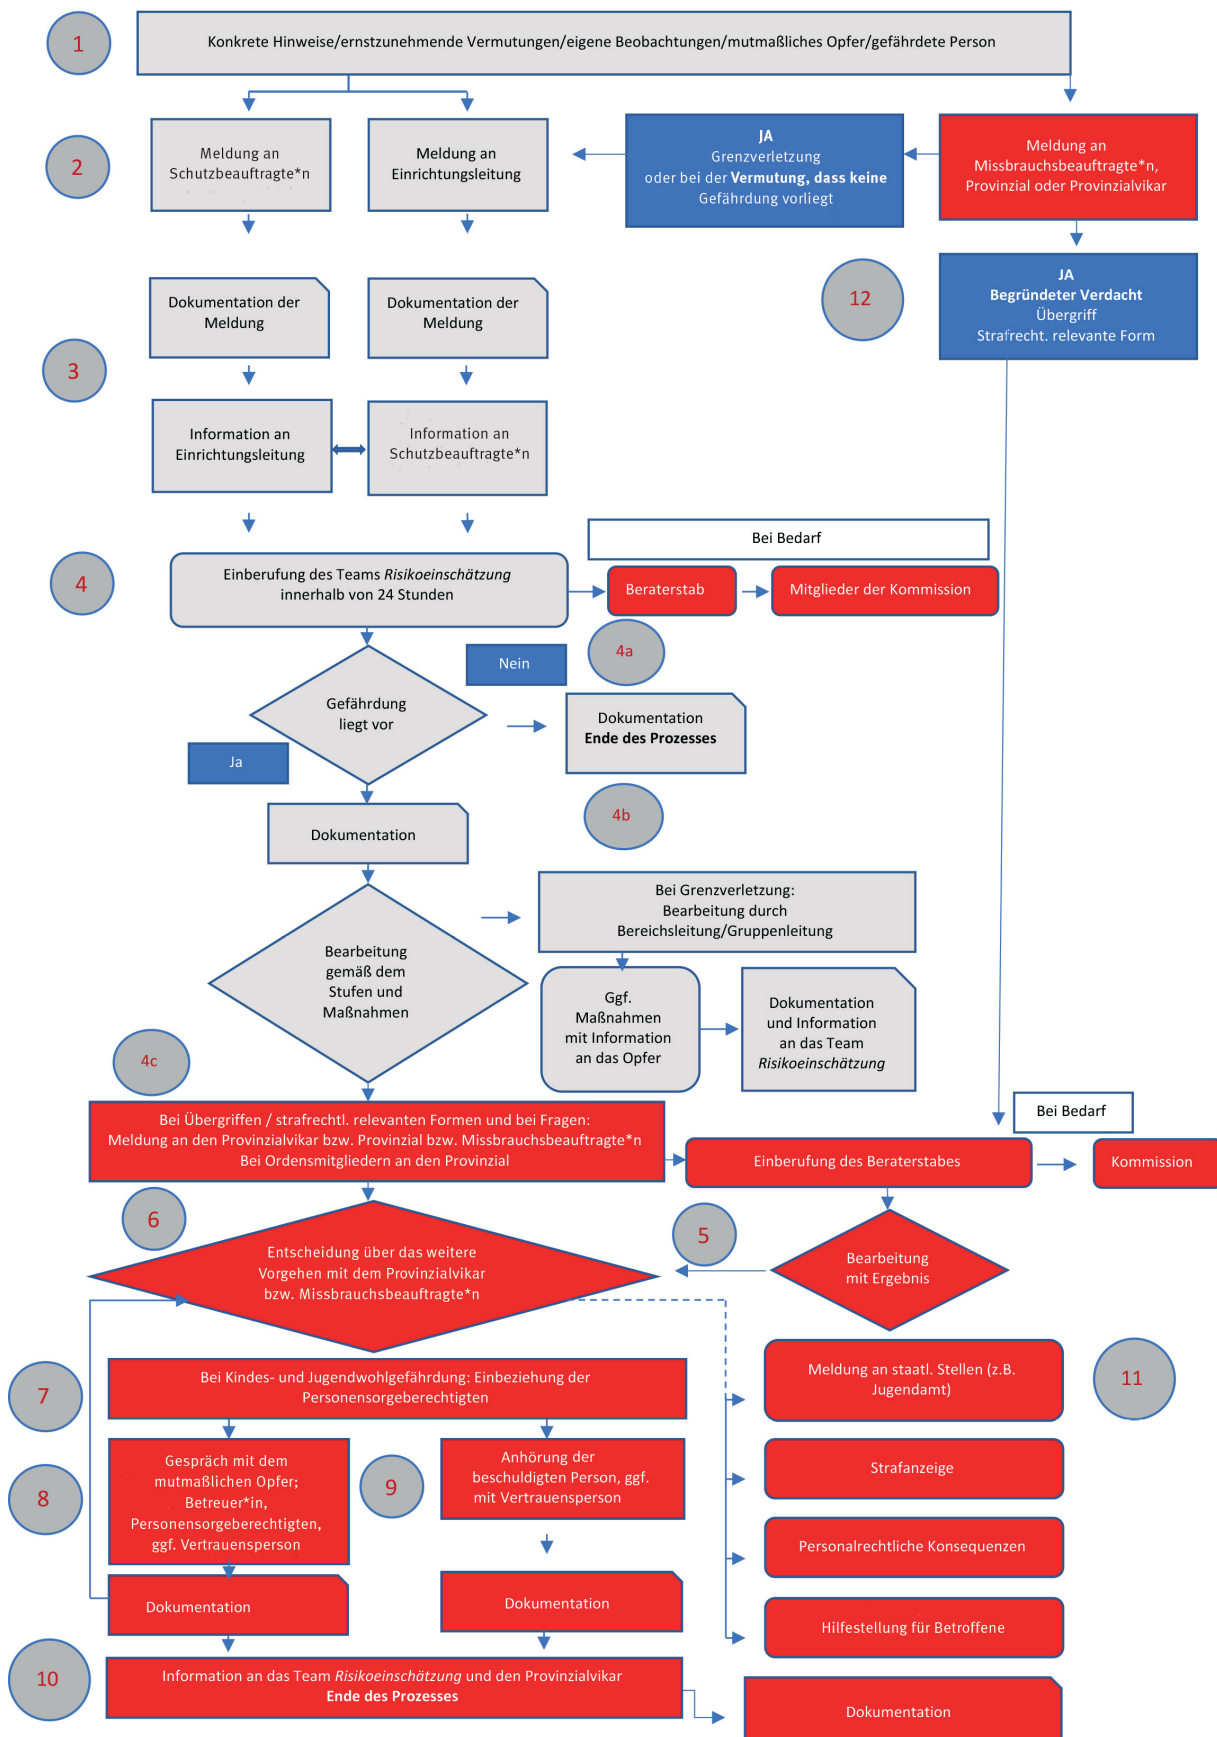 1
Konkrete Hinweise/ernstzunehmende Vermutungen/eigene Beobachtungen/mutmaßliches Opfer/gefährdete Person
2
Meldung an
Schutzbeauftragte*n
Meldung an
Einrichtungsleitung
JA
Grenzverletzung
oder bei der Vermutung, dass keine
Gefährdung vorliegt
Meldung an
Missbrauchsbeauftragte*n,
Provinzial oder Provinzialvikar
12
JA
Begründeter Verdacht
Übergriff
Strafrecht. relevante Form
Dokumentation der
Meldung
Dokumentation der
Meldung
3
Information an
Einrichtungsleitung
Information an
Schutzbeauftragte*n
Bei Bedarf
4
Einberufung des Teams Risikoeinschätzung
innerhalb von 24 Stunden
Beraterstab
Mitglieder der Kommission
4a
Nein
Gefährdung
liegt vor
Dokumentation
Ende des Prozesses
Ja
4b
Dokumentation
Bei Grenzverletzung:
Bearbeitung durch
Bereichsleitung/Gruppenleitung
Bearbeitung
gemäß dem
Stufen und
Maßnahmen
Ggf.
Maßnahmen
mit Information
an das Opfer
Dokumentation
und Information
an das Team
Risikoeinschätzung
4c
Bei Übergriffen / strafrechtl. relevanten Formen und bei Fragen:
Meldung an den Provinzialvikar bzw. Provinzial bzw. Missbrauchsbeauftragte*n
Bei Ordensmitgliedern an den Provinzial
Bei Bedarf
Einberufung des Beraterstabes
Kommission
6
5
Entscheidung über das weitere
Vorgehen mit dem Provinzialvikar
bzw. Missbrauchsbeauftragte*n
Bearbeitung
mit Ergebnis
7
Bei Kindes- und Jugendwohlgefährdung: Einbeziehung der
Personensorgeberechtigten
Meldung an staatl. Stellen (z.B.
Jugendamt)
11
8
Gespräch mit dem
mutmaßlichen Opfer;
Betreuer*in,
Personensorgeberechtigten,
ggf. Vertrauensperson
9
Anhörung der
beschuldigten Person, ggf.
mit Vertrauensperson
Strafanzeige
Personalrechtliche Konsequenzen
Dokumentation
Dokumentation
Hilfestellung für Betroffene
10
Information an das Team Risikoeinschätzung und den Provinzialvikar
Ende des Prozesses
Dokumentation